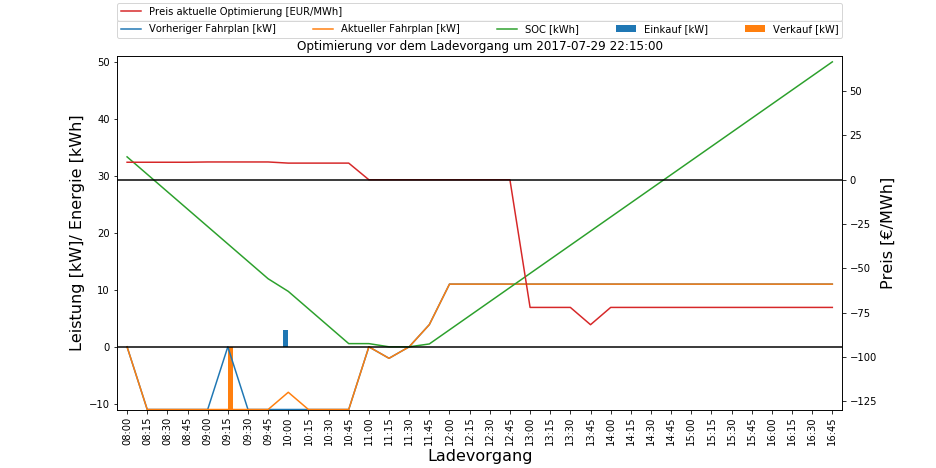 Preis aktuelle Optimierung [EUR/MWh]
Vorheriger Fahrplan [kW] Aktueller Fahrplan [kW] SOC [kWh] Einkauf [kW] Verkauf [kW]
Optimierung vor dem Ladevorgang um 2017-07-29 22:15:00
Leistung [kW]/ Energie [kWh]
50
40
30
20
10
0
−10
50
25
0
−25
−50
−75
−100
−125
Preis [€/MWh]
08:00 08:15 08:30 08:45 09:00 09:15 09:30 09:45 10:00 10:15 10:30 10:45 11:00 11:15 11:30 11:45 12:00 12:15 12:30 12:45 13:00 13:15 13:30 13:45 14:00 14:15 14:30 14:45 15:00 15:15 15:30 15:45 16:00 16:15 16:30 16:45
Ladevorgang